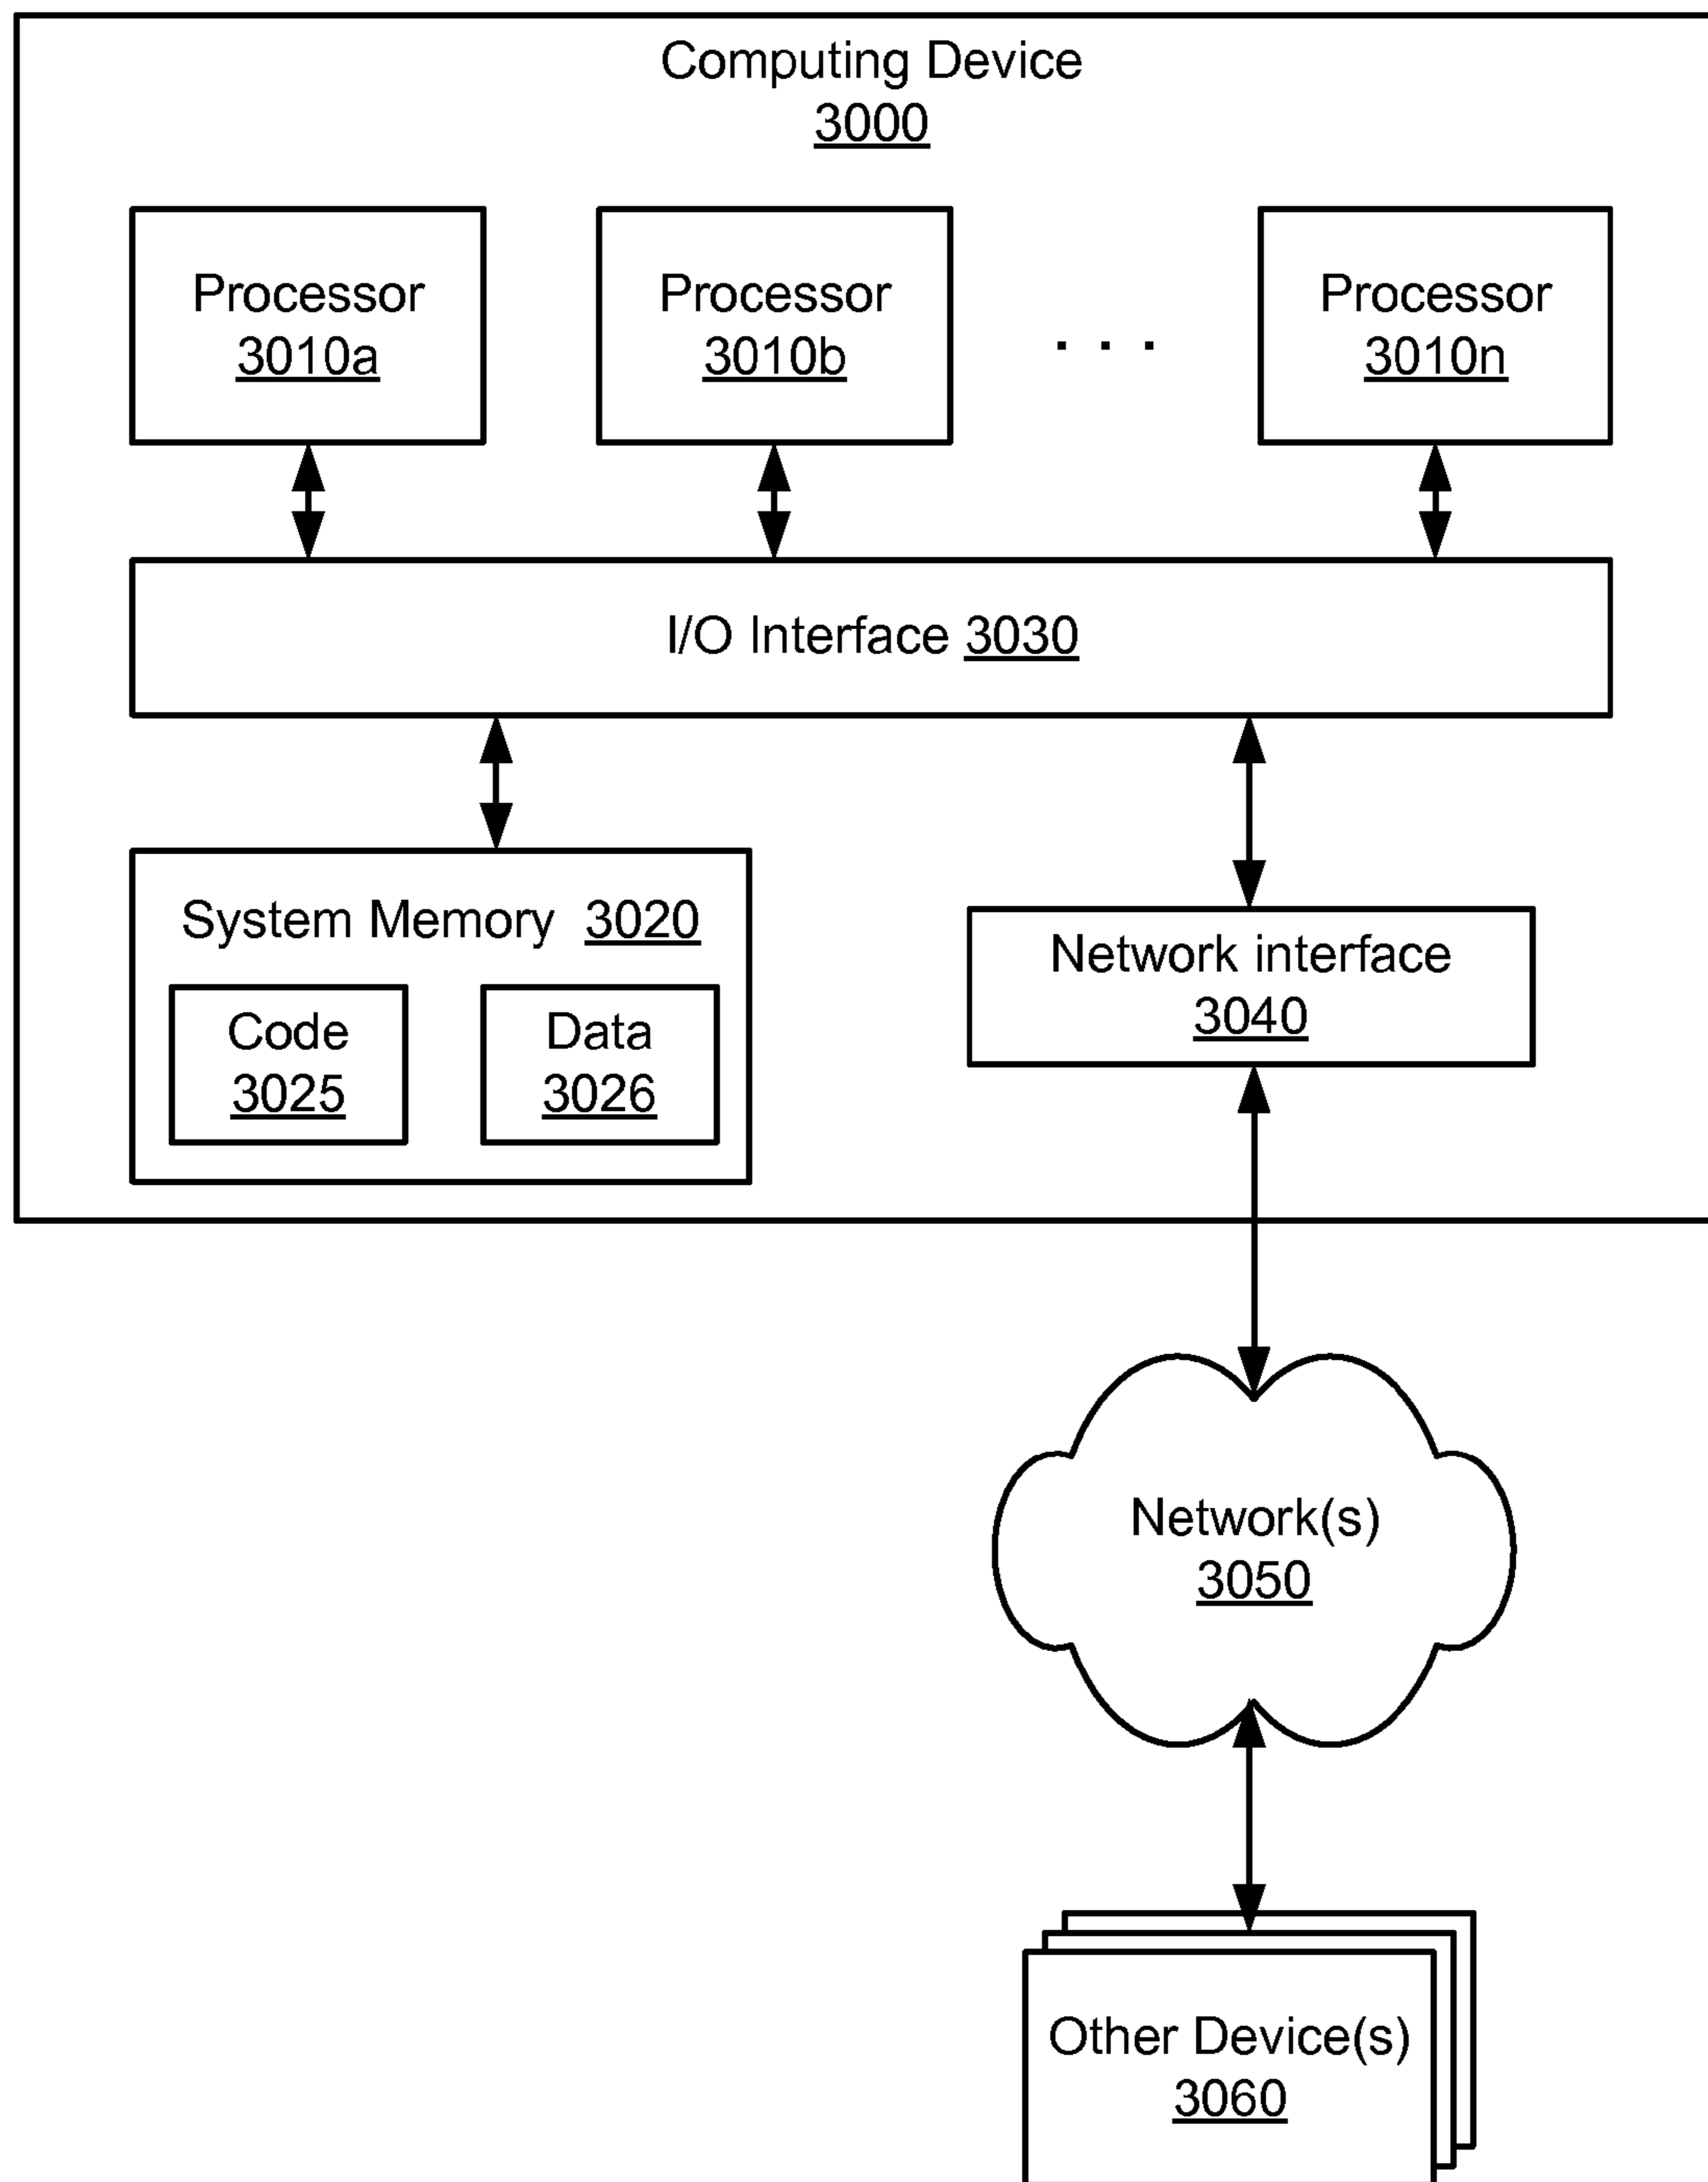 Computing Device
3000
Processor
3010a
Processor
3010b
. . .
Processor
3010n
I/O Interface 3030
System Memory 3020
Code
3025
Data
3026
Network interface
3040
Network(s)
3050
Other Device(s)
3060